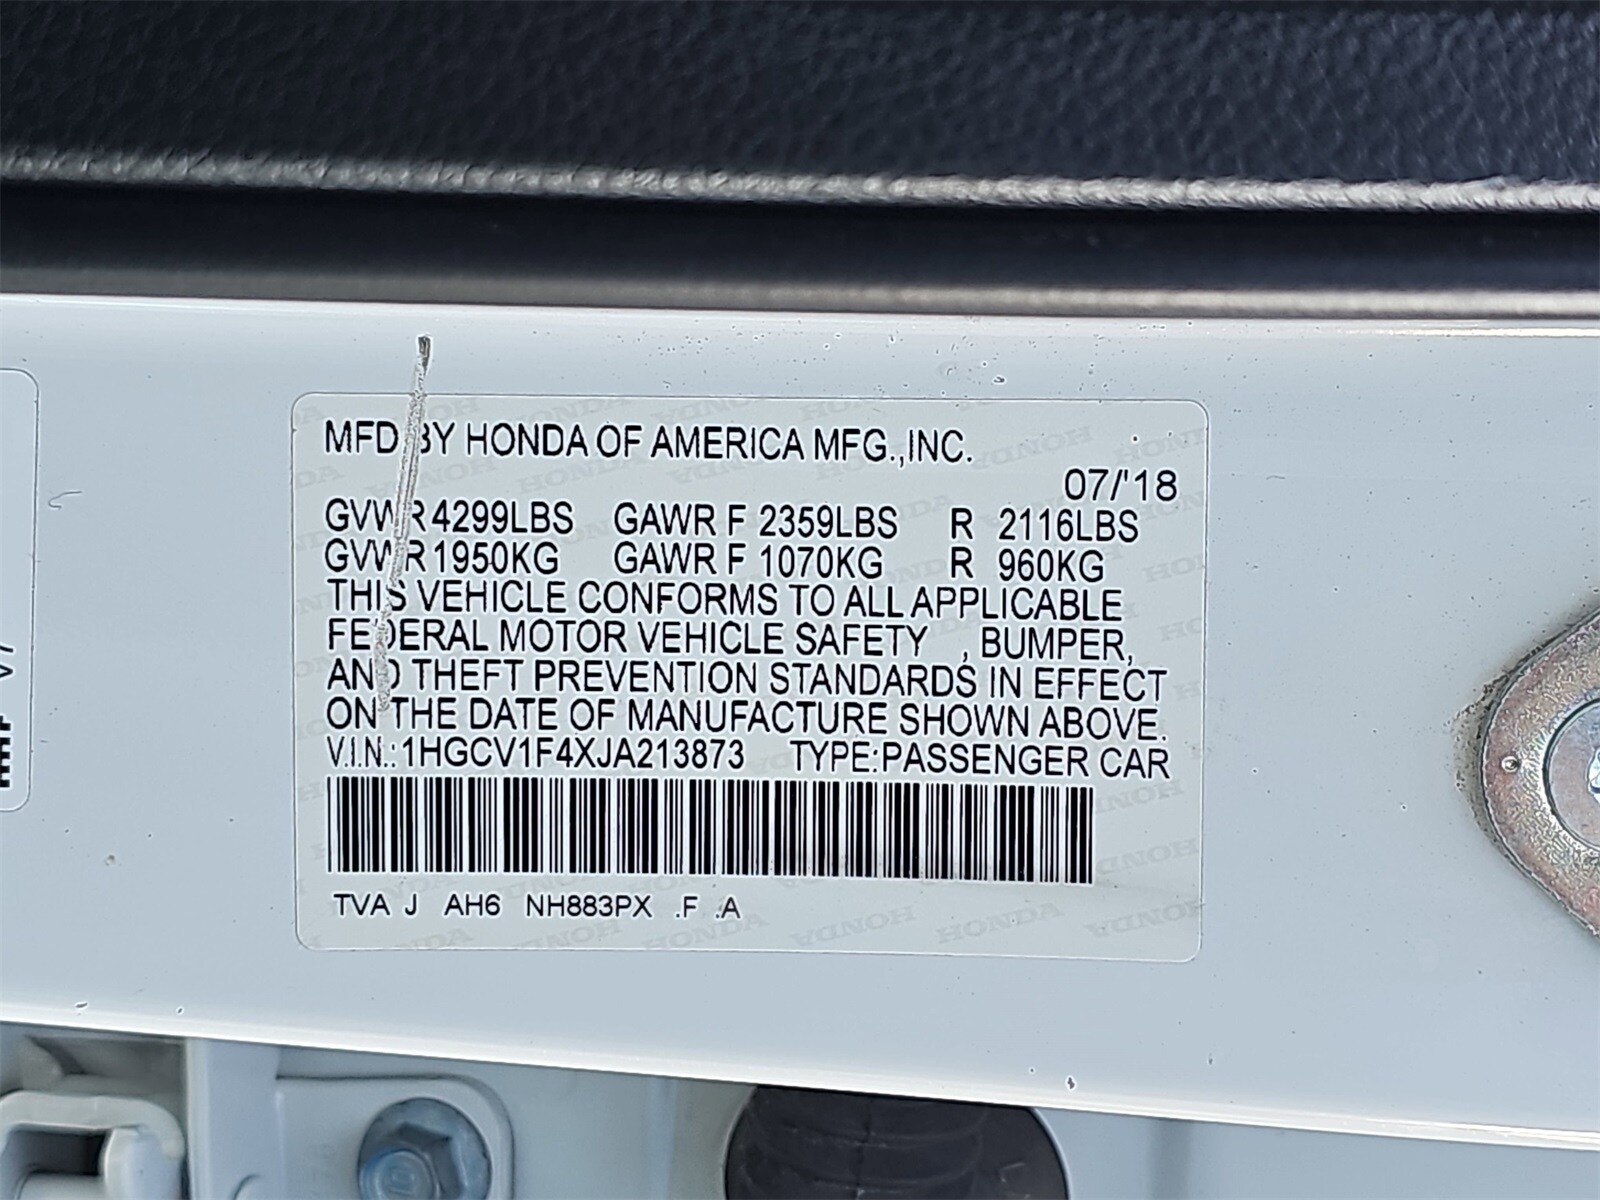 MFD BY HONDA OF AMERICA MFG.,INC.
07/'18
GVWR 4299LBS GAWR F 2359LBS R 2116LBS
GVWR 1950KG GAWR F 1070KG R 960KG
THIS VEHICLE CONFORMS TO ALL APPLICABLE
FEDERAL MOTOR VEHICLE SAFETY , BUMPER,
AND THEFT PREVENTION STANDARDS IN EFFECT
ON THE DATE OF MANUFACTURE SHOWN ABOVE.
V.I.N.: 1HGCV1F4XJA213873 TYPE:PASSENGER CAR
TVA J AH6 NH883PX .F .A